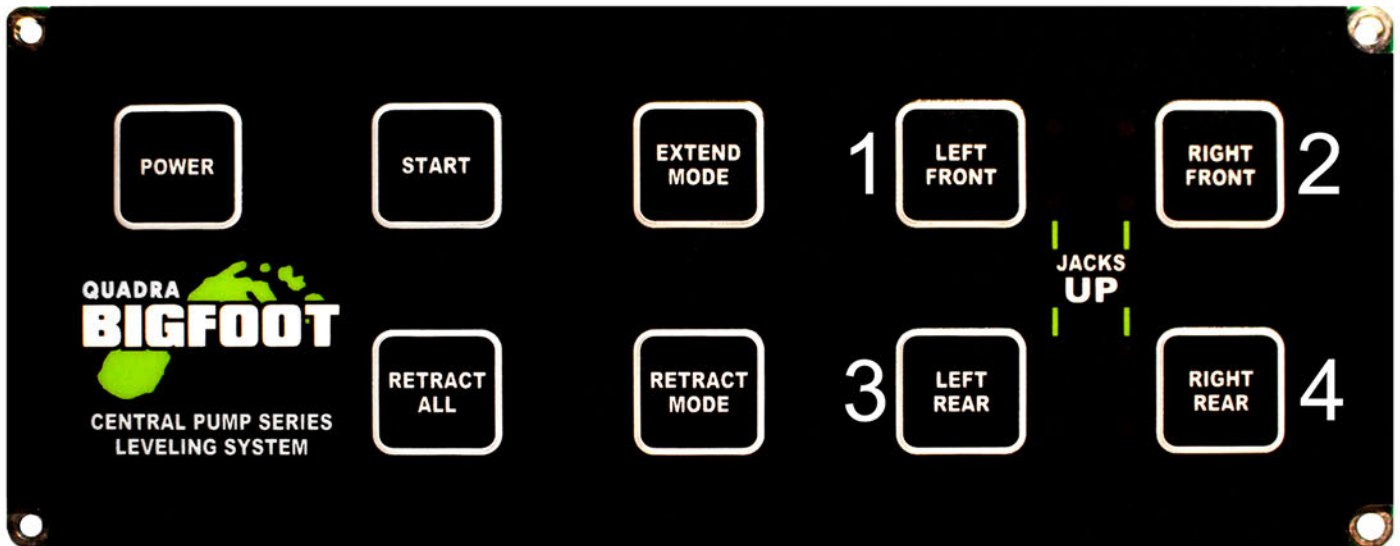 POWER
START
EXTEND
MODE
1
LEFT
FRONT
RIGHT
FRONT
2
JACKS
UP
QUADRA
BIGFOOT
CENTRAL PUMP SERIES
LEVELING SYSTEM
RETRACT
ALL
RETRACT
MODE
3
LEFT
REAR
RIGHT
REAR
4